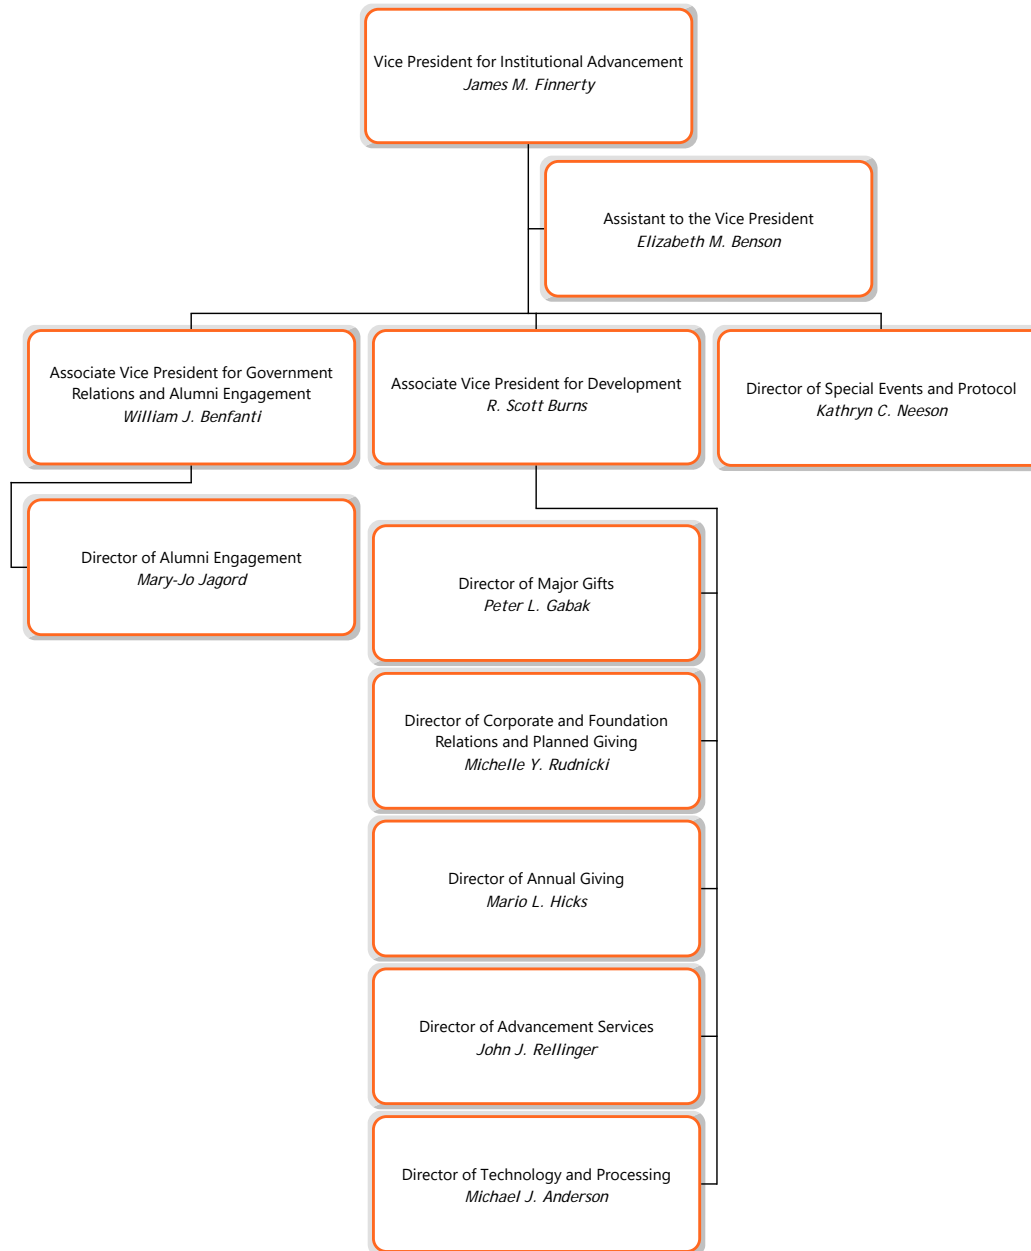 Vice President for Institutional Advancement
James M. Finnerty
Assistant to the Vice President
Elizabeth M. Benson
Associate Vice President for Government
Relations and Alumni Engagement
William J. Benfanti
Associate Vice President for Development
R. Scott Burns
Director of Special Events and Protocol
Kathryn C. Neeson
Director of Alumni Engagement
Mary-Jo Jagord
Director of Major Gifts
Peter L. Gabak
Director of Corporate and Foundation
Relations and Planned Giving
Michelle Y. Rudnicki
Director of Annual Giving
Mario L. Hicks
Director of Advancement Services
John J. Rellinger
Director of Technology and Processing
Michael J. Anderson